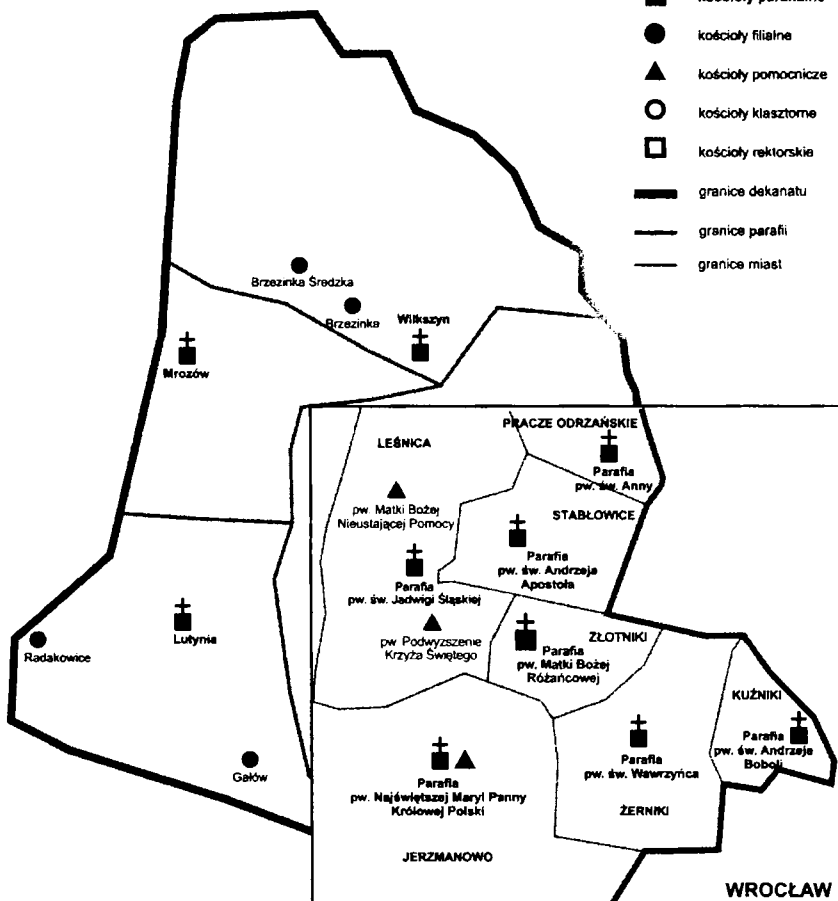 kościoły filialne
kościoły pomocnicze
kościoły klasztorne
kościoły rektorskie
granice dekanatu
granice parafii
granice miast
Brzezinka Średzka
Brzezinka
Wilkszyn
Mrozów
LEŚNICA
PRACZE ODRZAŃSKIE
Parafia
pw. św. Anny
pw. Matki Bożej
Nieustającej Pomocy
STABŁOWICE
Parafia
pw. św. Andrzeja
Apostoła
Parafia
pw. św. Jadwigi Śląskiej
Lutynia
Radakowice
pw. Podwyzszenie
Krzyża Świętego
ZŁOTNIKI
Parafia
pw. Matki Bożej
Różańcowej
KUŹNIKI
Parafia
pw. św. Andrzeja
Boboli
Parafia
pw. św. Wawrzyńca
Gałów
Parafia
pw. Najświętszej Maryi Panny
Królowej Polski
ŻERNIKI
JERZMANOWO
WROCŁAW